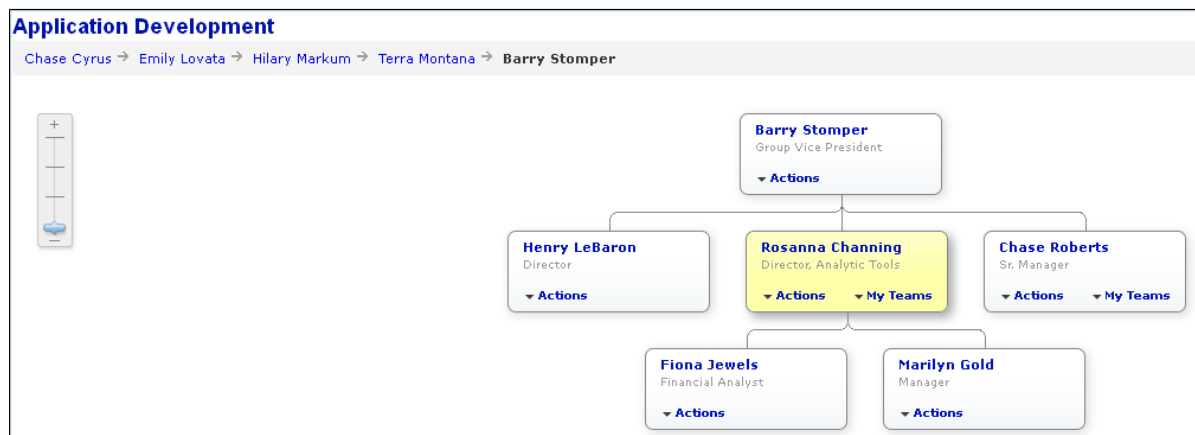 Application Development
Chase Cyrus → Emily Lovata → Hilary Markum → Terra Montana → Barry Stomper
+
Barry Stomper
Group Vice President
Actions
−
Henry LeBaron
Director
Actions
Rosanna Channing
Director, Analytic Tools
Actions My Teams
Chase Roberts
Sr. Manager
Actions My Teams
Fiona Jewels
Financial Analyst
Actions
Marilyn Gold
Manager
Actions